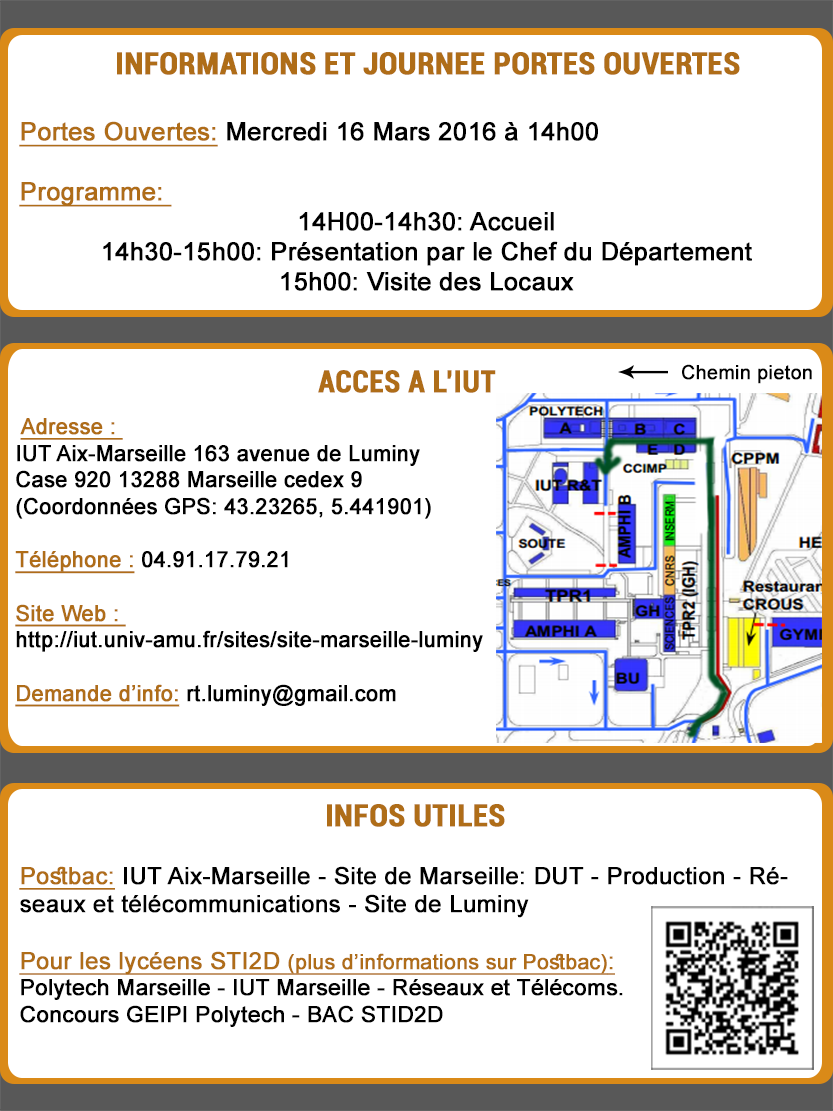 INFORMATIONS ET JOURNEE PORTES OUVERTES
Portes Ouvertes: Mercredi 16 Mars 2016 à 14h00
Programme:
14H00-14h30: Accueil
14h30-15h00: Présentation par le Chef du Département
15h00: Visite des Locaux
ACCES A L'IUT
Chemin pieton
Adresse :
IUT Aix-Marseille 163 avenue de Luminy
Case 920 13288 Marseille cedex 9
(Coordonnées GPS: 43.23265, 5.441901)
Téléphone : 04.91.17.79.21
Site Web :
http://iut.univ-amu.fr/sites/site-marseille-luminy
Demande d'info: rt.luminy@gmail.com
POLYTECH
A B C
E D
CCIMP
CPPM
IUT R&T
AMPHI B
INSERM
SOUTE
HE
CNRS
TPR2 (IGH)
ES
TPR1
Restauran
CROUS
GH
SCIENCES
AMPHI A
GYM
BU
INFOS UTILES
Postbac: IUT Aix-Marseille - Site de Marseille: DUT - Production - Ré-
seaux et télécommunications - Site de Luminy
Pour les lycéens STI2D (plus d'informations sur Postbac):
Polytech Marseille - IUT Marseille - Réseaux et Télécoms.
Concours GEIPI Polytech - BAC STID2D